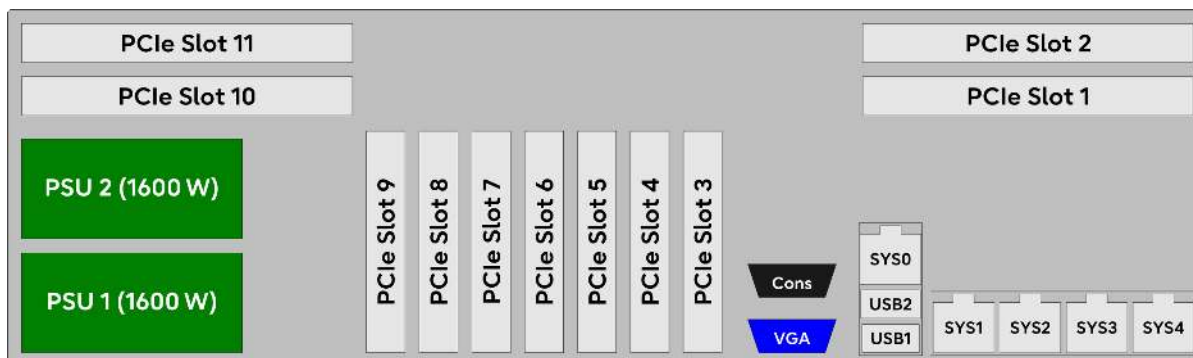 PCIe Slot 11
PCIe Slot 2
PCIe Slot 10
PCIe Slot 1
PSU 2 (1600 W)
PSU 1 (1600 W)
PCIe Slot 9
PCIe Slot 8
PCIe Slot 7
PCIe Slot 6
PCIe Slot 5
PCIe Slot 4
PCIe Slot 3
Cons
VGA
SYS0
USB2
USB1
SYS1
SYS2
SYS3
SYS4